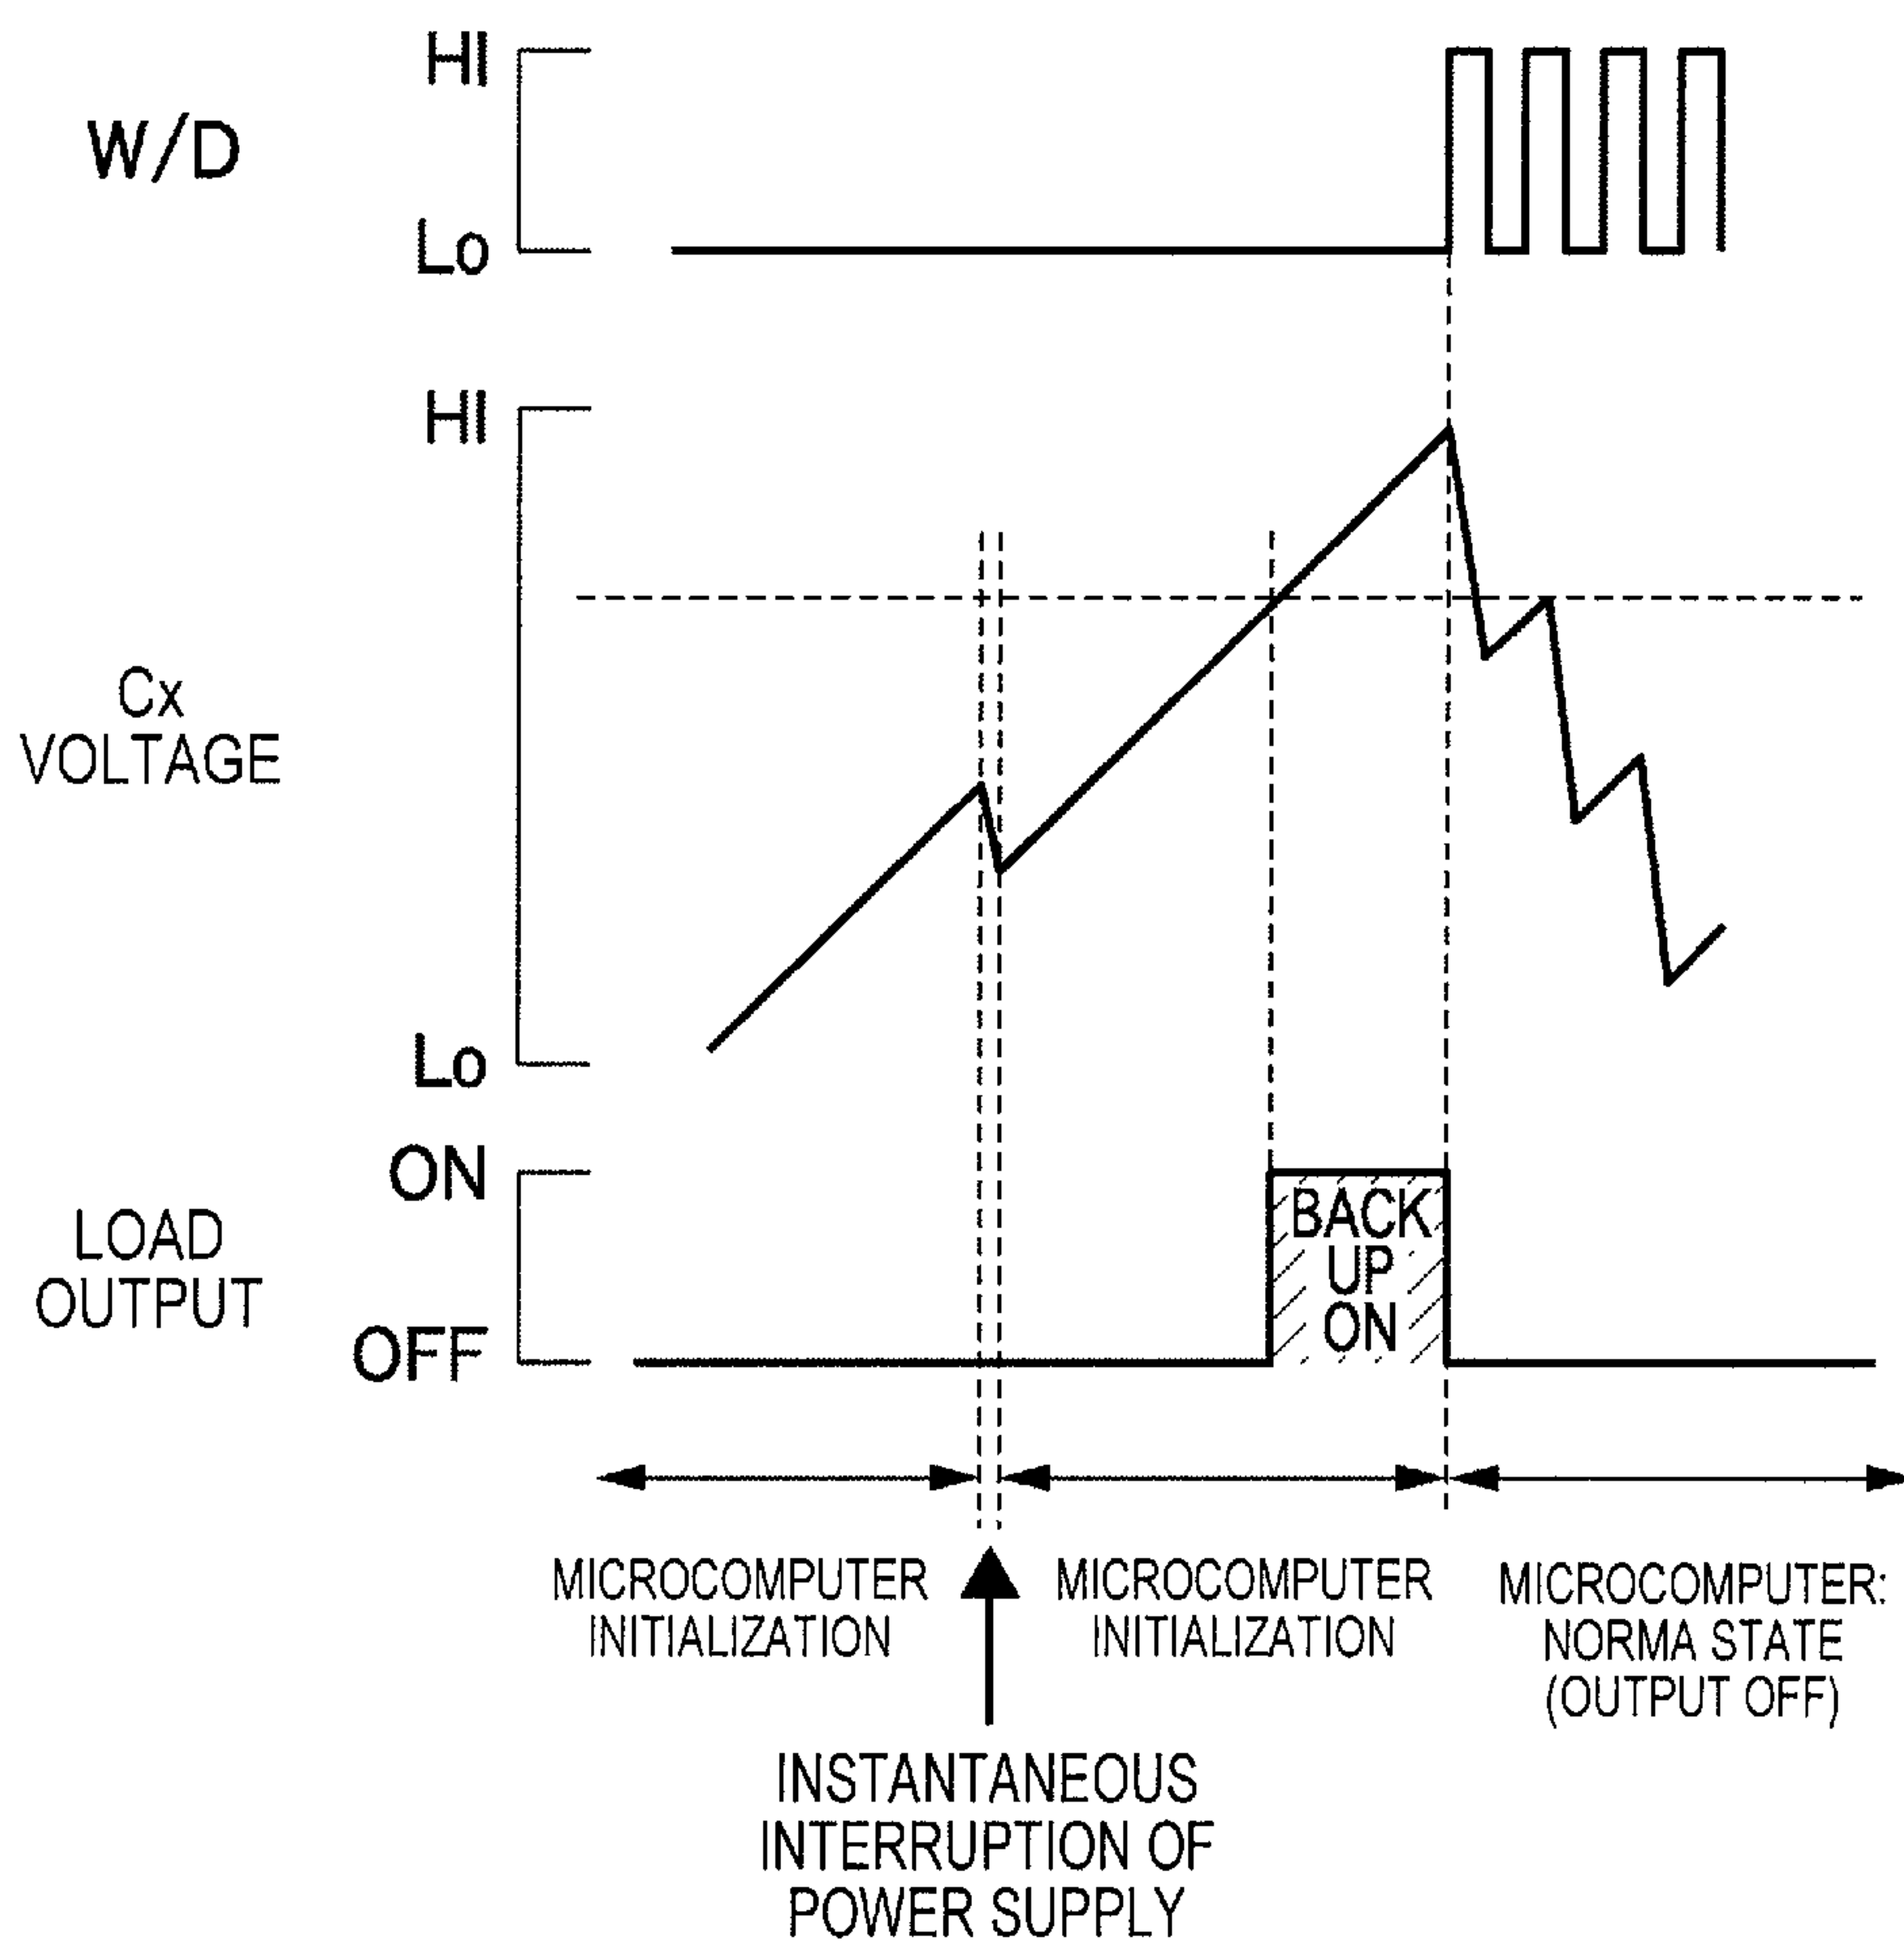 HI
W/D
Lo
HI
Cx
VOLTAGE
Lo
ON
LOAD
OUTPUT
OFF
BACK
UP
ON
MICROCOMPUTER
INITIALIZATION
MICROCOMPUTER
INITIALIZATION
MICROCOMPUTER:
NORMA STATE
(OUTPUT OFF)
INSTANTANEOUS
INTERRUPTION OF
POWER SUPPLY